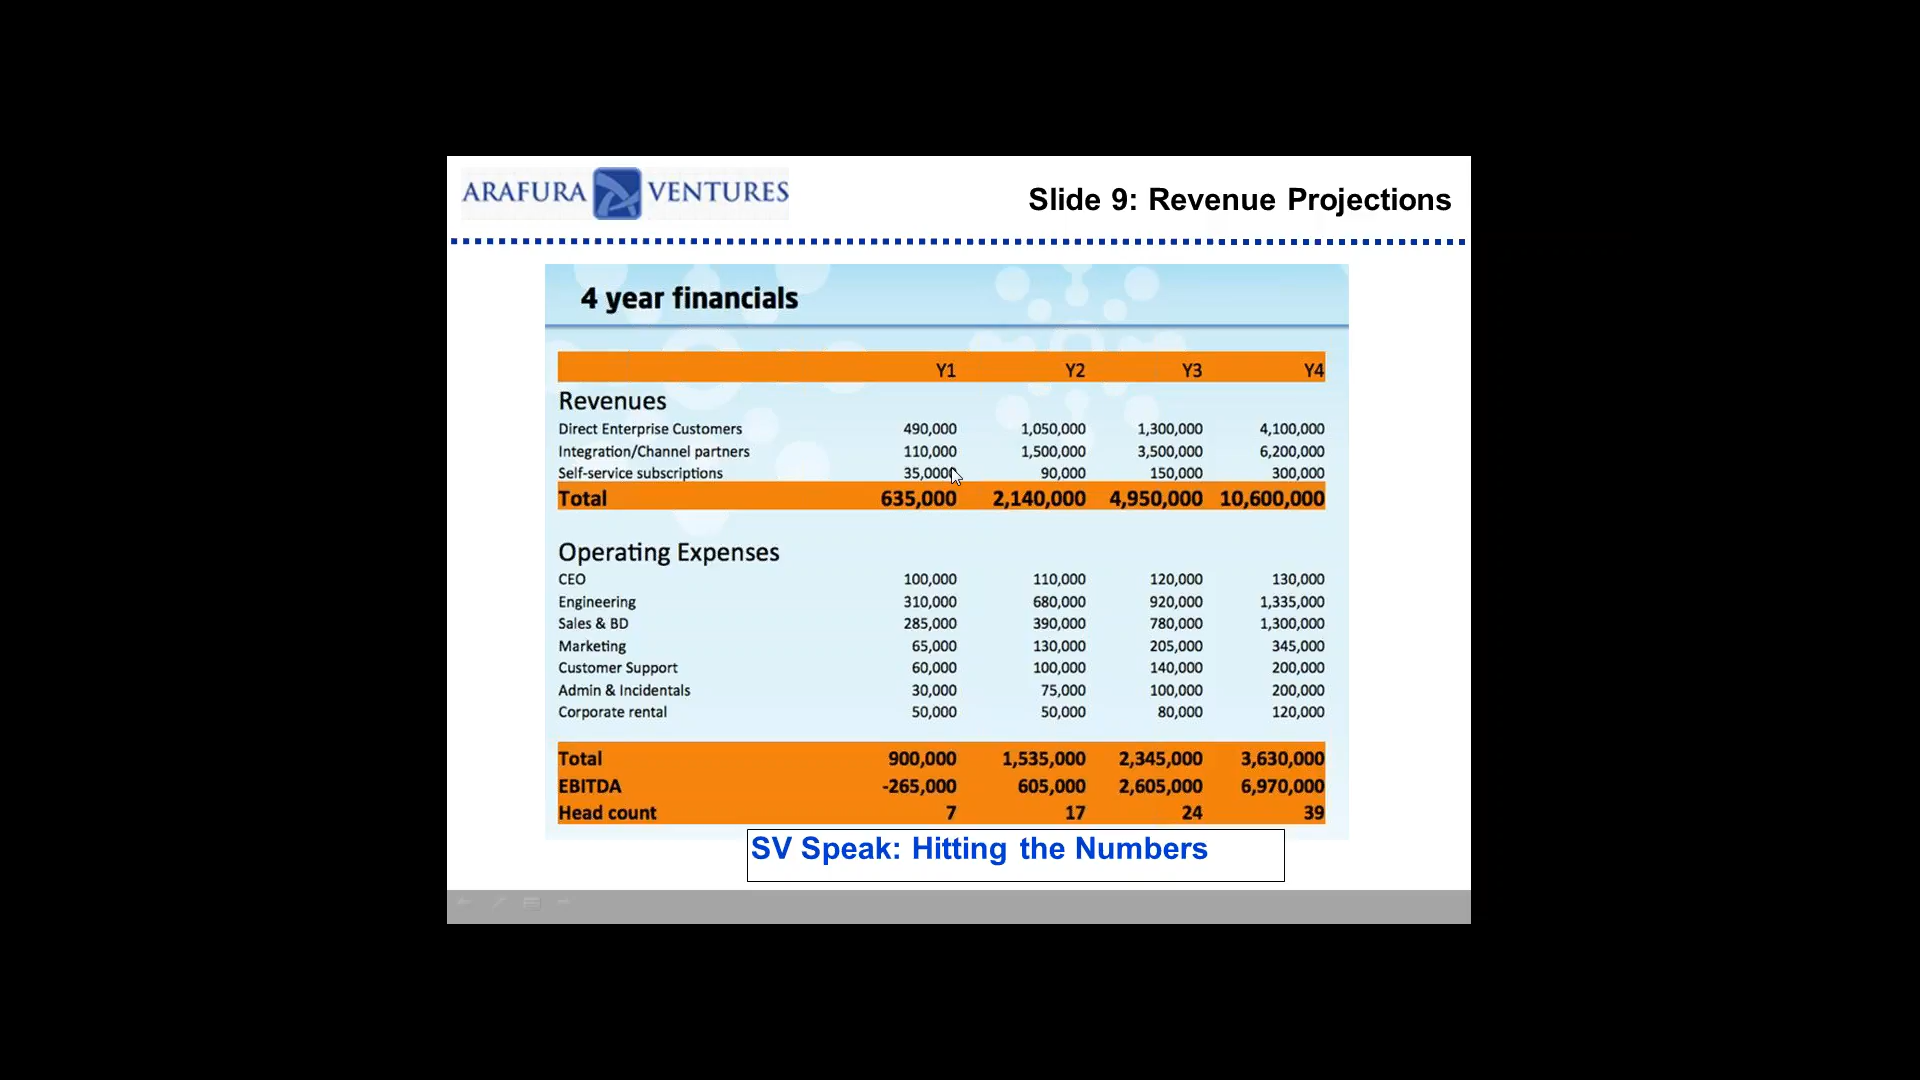 ARAFURA VENTURES
Slide 9: Revenue Projections
4 year financials
Y1 Y2 Y3 Y4
Revenues
Direct Enterprise Customers 490,000 1,050,000 1,300,000 4,100,000
Integration/Channel partners 110,000 1,500,000 3,500,000 6,200,000
Self-service subscriptions 35,0000 90,000 150,000 300,000
Total 635,000 2,140,000 4,950,000 10,600,000
Operating Expenses
CEO 100,000 110,000 120,000 130,000
Engineering 310,000 680,000 920,000 1,335,000
Sales & BD 285,000 390,000 780,000 1,300,000
Marketing 65,000 130,000 205,000 345,000
Customer Support 60,000 100,000 140,000 200,000
Admin & Incidentals 30,000 75,000 100,000 200,000
Corporate rental 50,000 50,000 80,000 120,000
Total 900,000 1,535,000 2,345,000 3,630,000
EBITDA -265,000 605,000 2,605,000 6,970,000
Head count 7 17 24 39
SV Speak: Hitting the Numbers